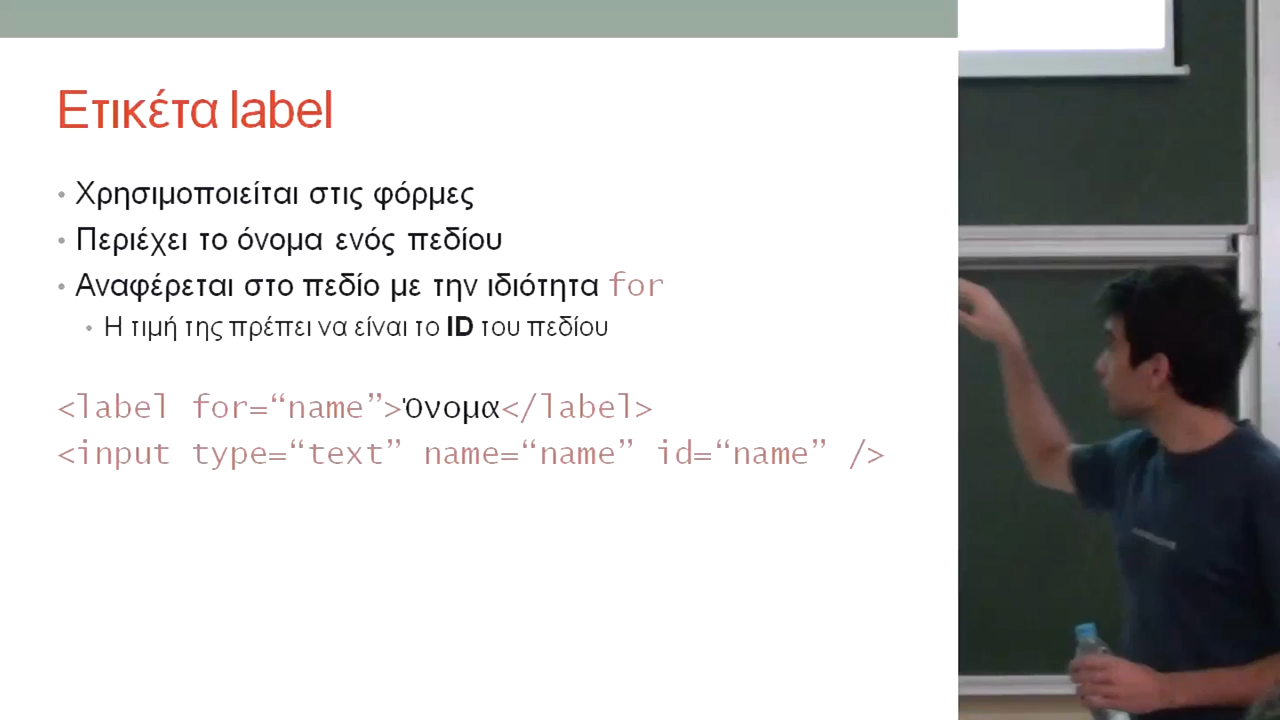 Ετικέτα label
• Χρησιμοποιείται στις φόρμες
• Περιέχει το όνομα ενός πεδίου
• Αναφέρεται στο πεδίο με την ιδιότητα for
• Η τιμή της πρέπει να είναι το ID του πεδίου
<label for=“name”>Όνομα</label>
<input type=“text” name=“name” id=“name” />